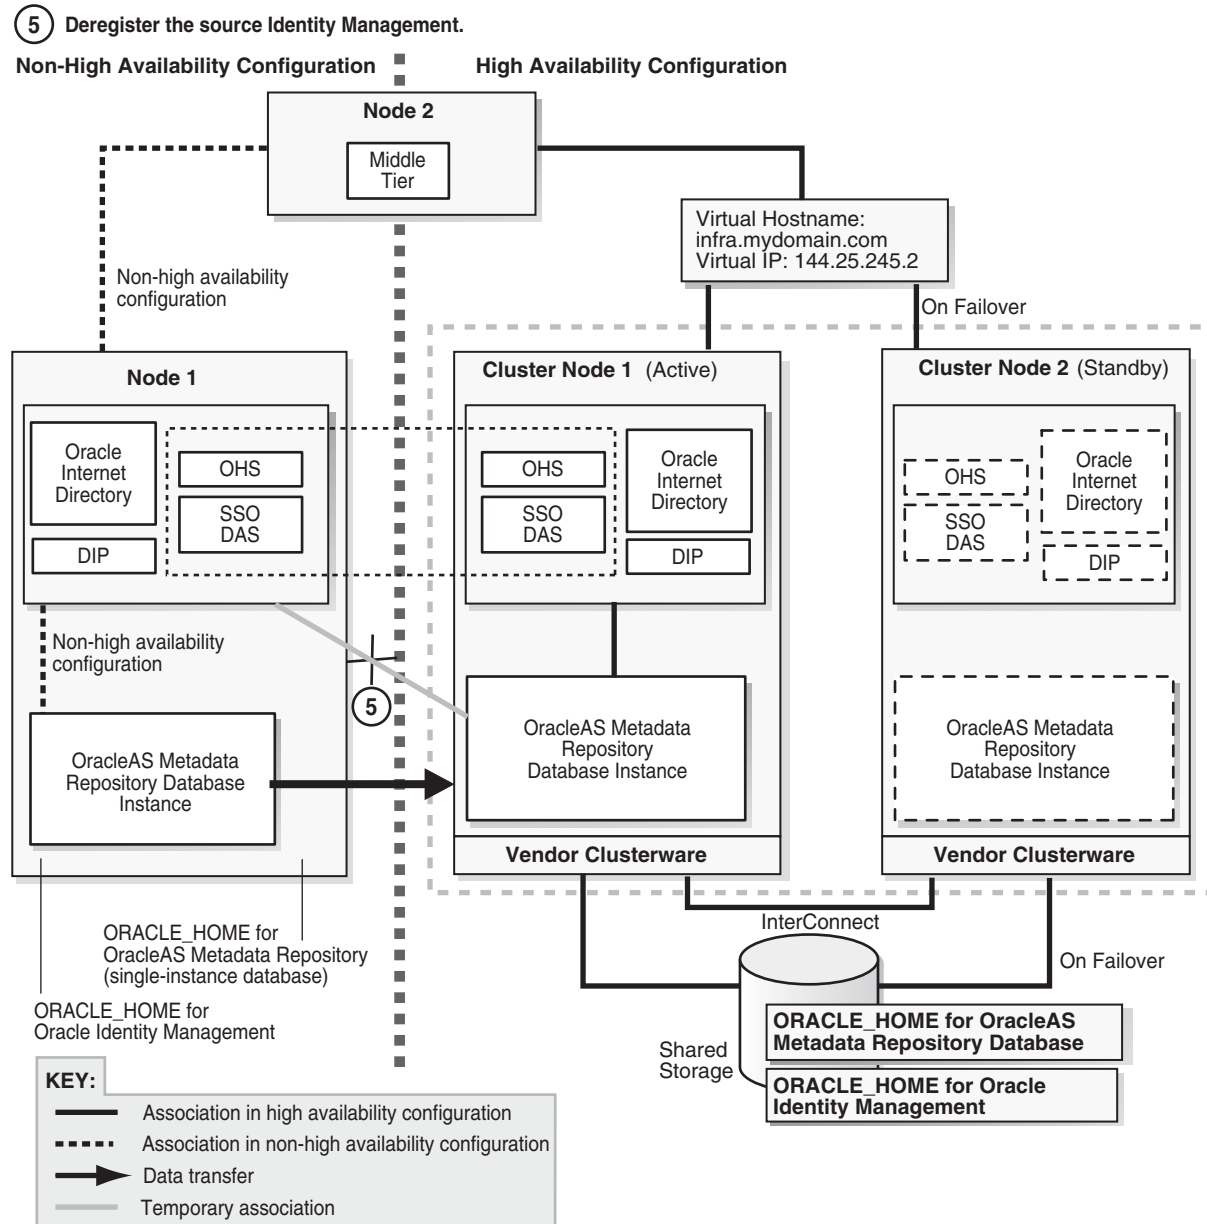 5 Deregister the source Identity Management.
Non-High Availability Configuration
High Availability Configuration
Node 2
Middle
Tier
Virtual Hostname:
infra.mydomain.com
Virtual IP: 144.25.245.2
Non-high availability
configuration
On Failover
Node 1
Oracle
Internet
Directory
DIP
OHS
SSO
DAS
Non-high availability
configuration
5
OracleAS Metadata
Repository Database
Instance
Cluster Node 1 (Active)
OHS
SSO
DAS
Oracle
Internet
Directory
DIP
OracleAS Metadata
Repository
Database Instance
Vendor Clusterware
Cluster Node 2 (Standby)
OHS
SSO
DAS
Oracle
Internet
Directory
DIP
OracleAS Metadata
Repository
Database Instance
Vendor Clusterware
ORACLE_HOME for
OracleAS Metadata Repository
(single-instance database)
ORACLE_HOME for
Oracle Identity Management
InterConnect
On Failover
Shared
Storage
ORACLE_HOME for OracleAS
Metadata Repository Database
ORACLE_HOME for Oracle
Identity Management
KEY:
Association in high availability configuration
Association in non-high availability configuration
Data transfer
Temporary association